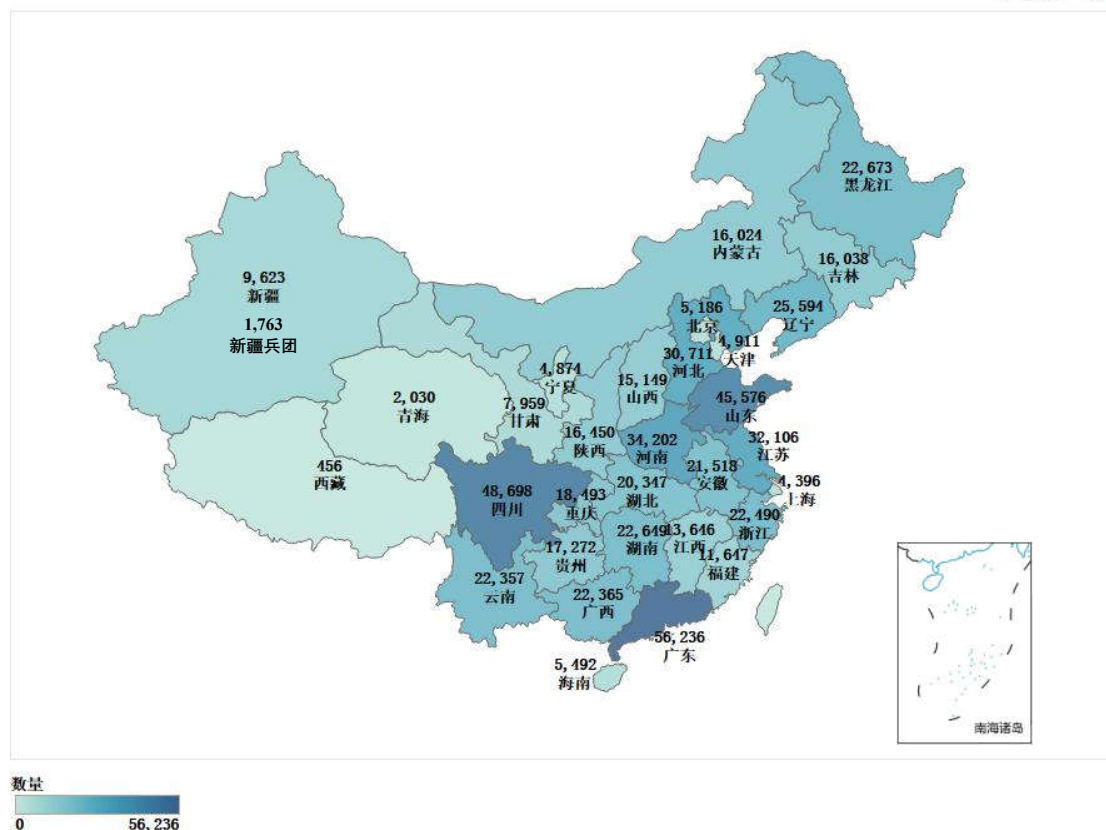 22,673
黑龙江
16,024
内蒙古
16,038
吉林
9,623
新疆
1,763
新疆兵团
5,186
北京
25,594
辽宁
4,911
天津
30,711
河北
4,874
宁夏
15,149
山西
2,030
青海
7,959
甘肃
45,576
山东
16,450
陕西
34,202
河南
32,106
江苏
456
西藏
21,518
安徽
48,698
四川
18,493
重庆
20,347
湖北
4,396
上海
22,490
浙江
22,649
湖南
13,646
江西
17,272
贵州
11,647
福建
22,357
云南
22,365
广西
56,236
广东
5,492
海南
南海诸岛
数量
0
56,236